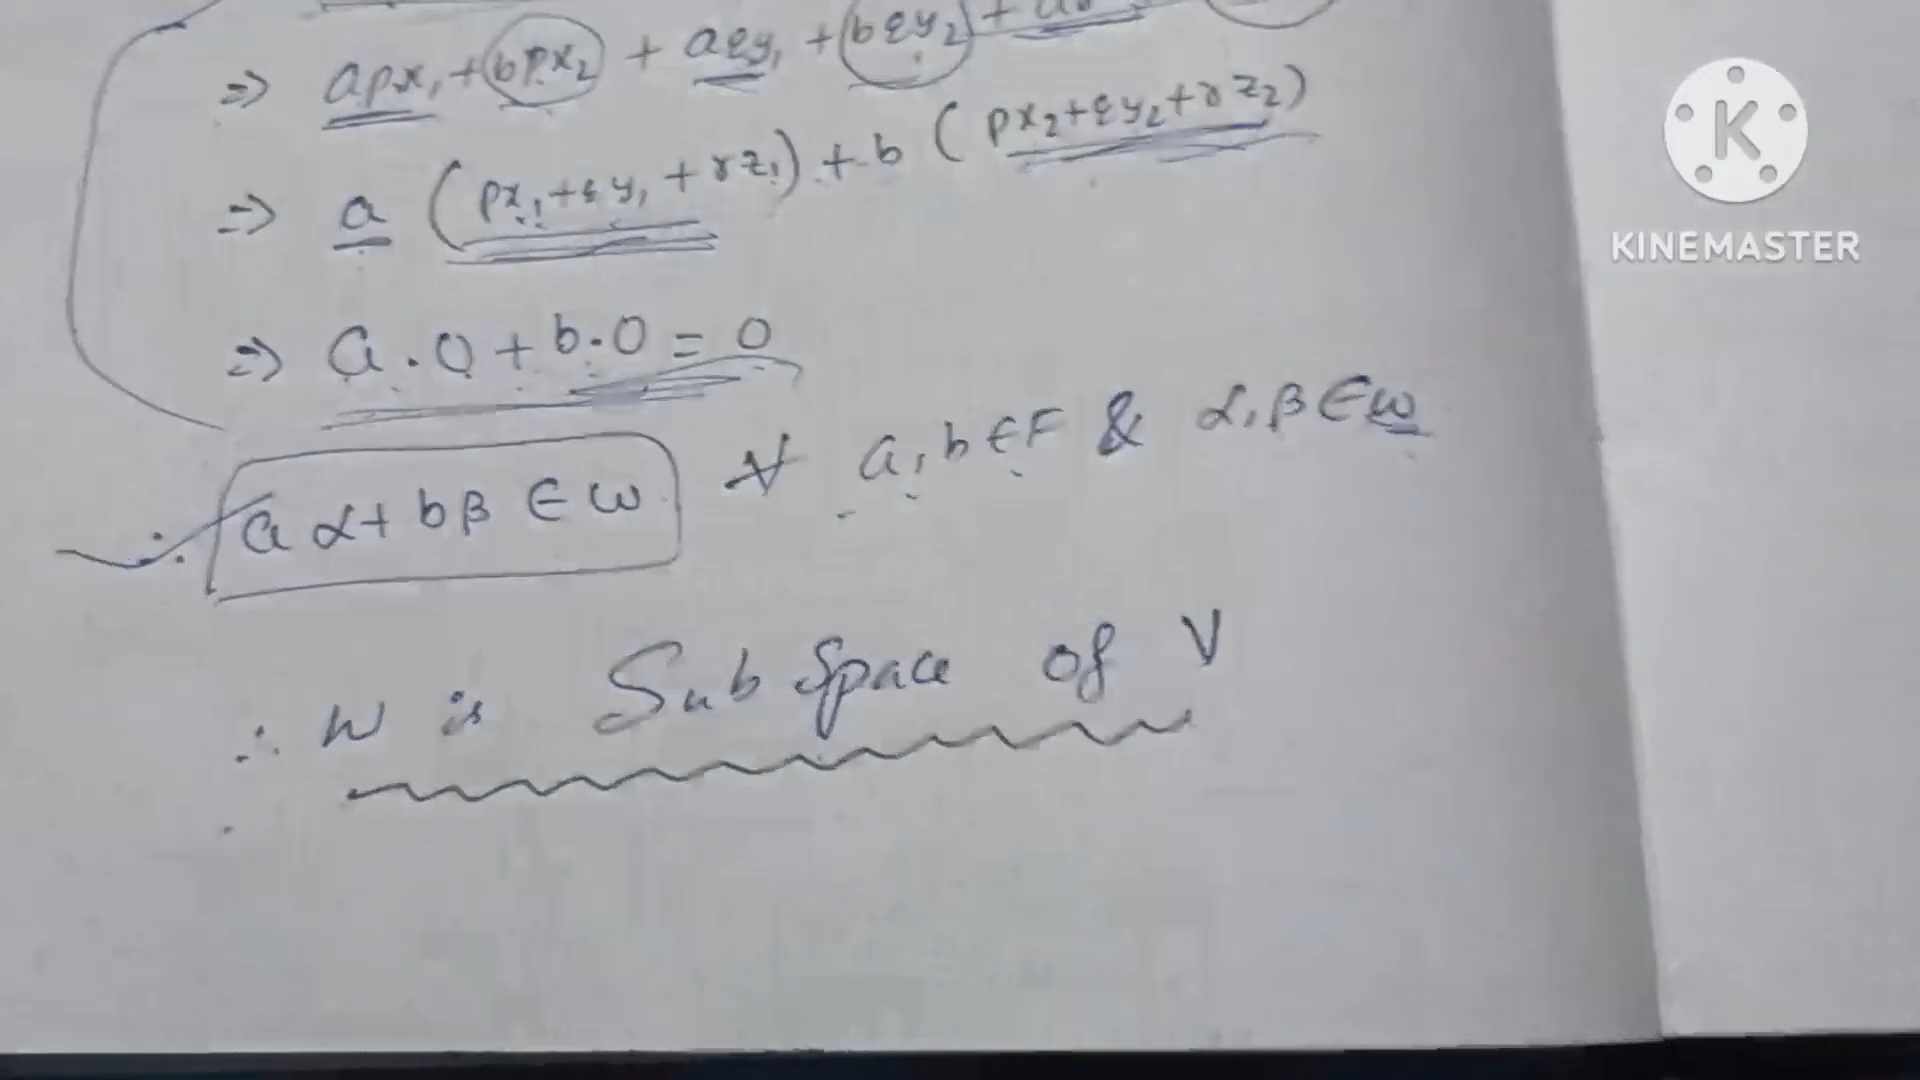 ⇒ apx₁ + bpx₂ + aqy₁ + bqy₂ +
⇒ a (px₁ + qy₁ + rz₁) + b (px₂ + qy₂ + rz₂)
⇒ a·0 + b·0 = 0
∴ aα + bβ ∈ ω ∀ a, b ∈ F & α, β ∈ ω
∴ W is Sub Space of V
K
KINEMASTER